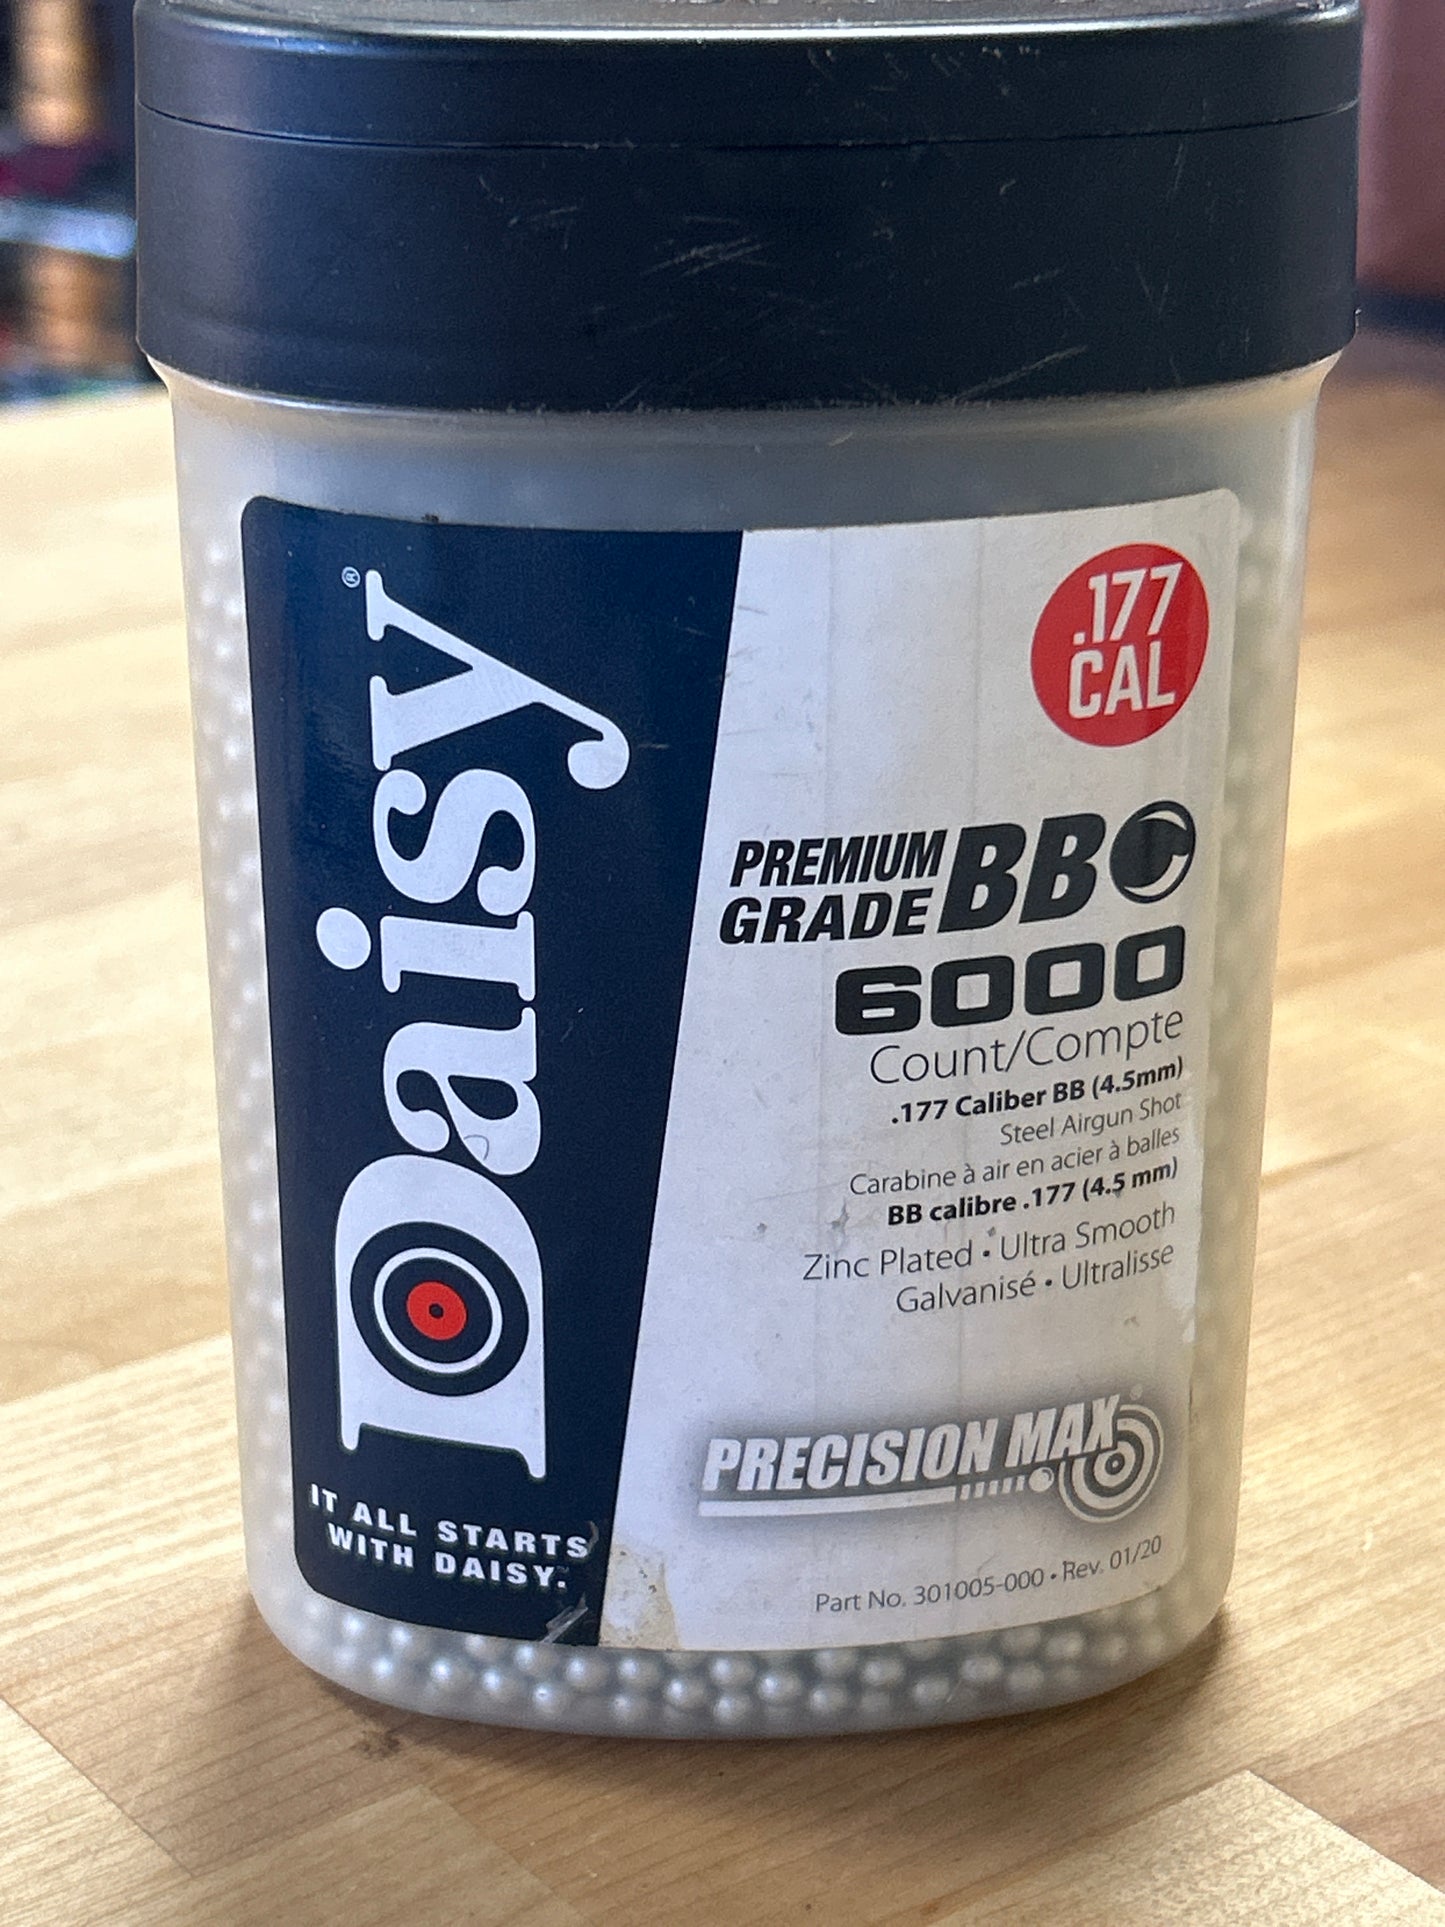 Daisy®
IT ALL STARTS
WITH DAISY.™
.177
CAL
PREMIUM
GRADE BB
6000
Count/Compte
.177 Caliber BB (4.5mm)
Steel Airgun Shot
Carabine à air en acier à balles
BB calibre .177 (4.5 mm)
Zinc Plated • Ultra Smooth
Galvanisé • Ultralisse
PRECISION MAX®
Part No. 301005-000 • Rev. 01/20